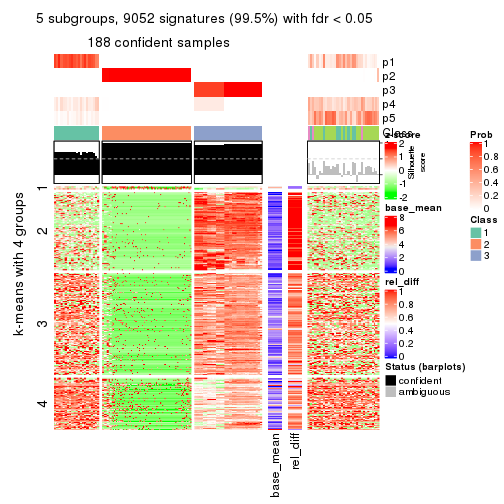 5 subgroups, 9052 signatures (99.5%) with fdr < 0.05
188 confident samples
p1
p2
p3
p4
p5
Class
z-score
2
1
0
-1
-2
Silhouette
score
Prob
1
0.8
0.6
0.4
0.2
0
Class
1
2
3
base_mean
8
6
4
2
0
rel_diff
1
0.8
0.6
0.4
0.2
0
Status (barplots)
confident
ambiguous
k-means with 4 groups
1
2
3
4
base_mean
rel_diff